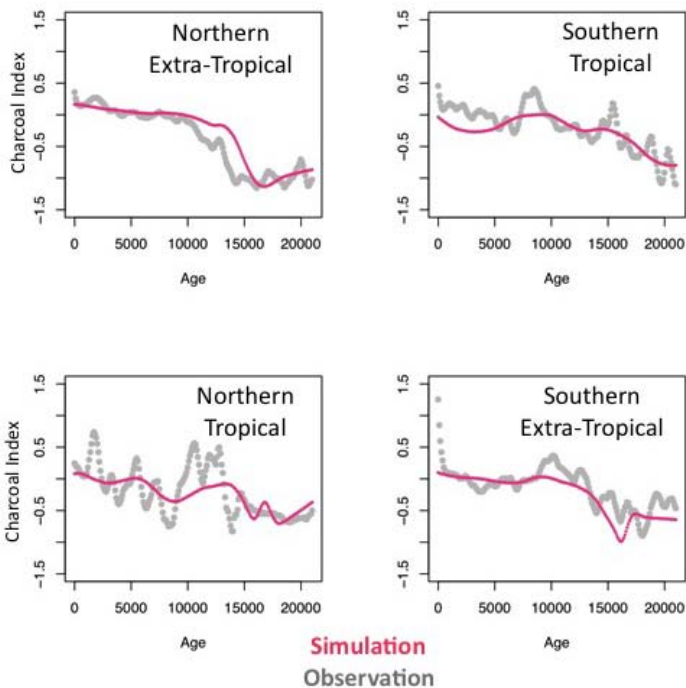 Northern
Extra-Tropical
Charcoal Index
1.5
0.5
−0.5
−1.5
0 5000 10000 15000 20000
Age
Southern
Tropical
1.5
0.5
−0.5
−1.5
0 5000 10000 15000 20000
Age
Northern
Tropical
Charcoal Index
1.5
0.5
−0.5
−1.5
0 5000 10000 15000 20000
Age
Southern
Extra-Tropical
1.5
0.5
−0.5
−1.5
0 5000 10000 15000 20000
Age
Simulation
Observation